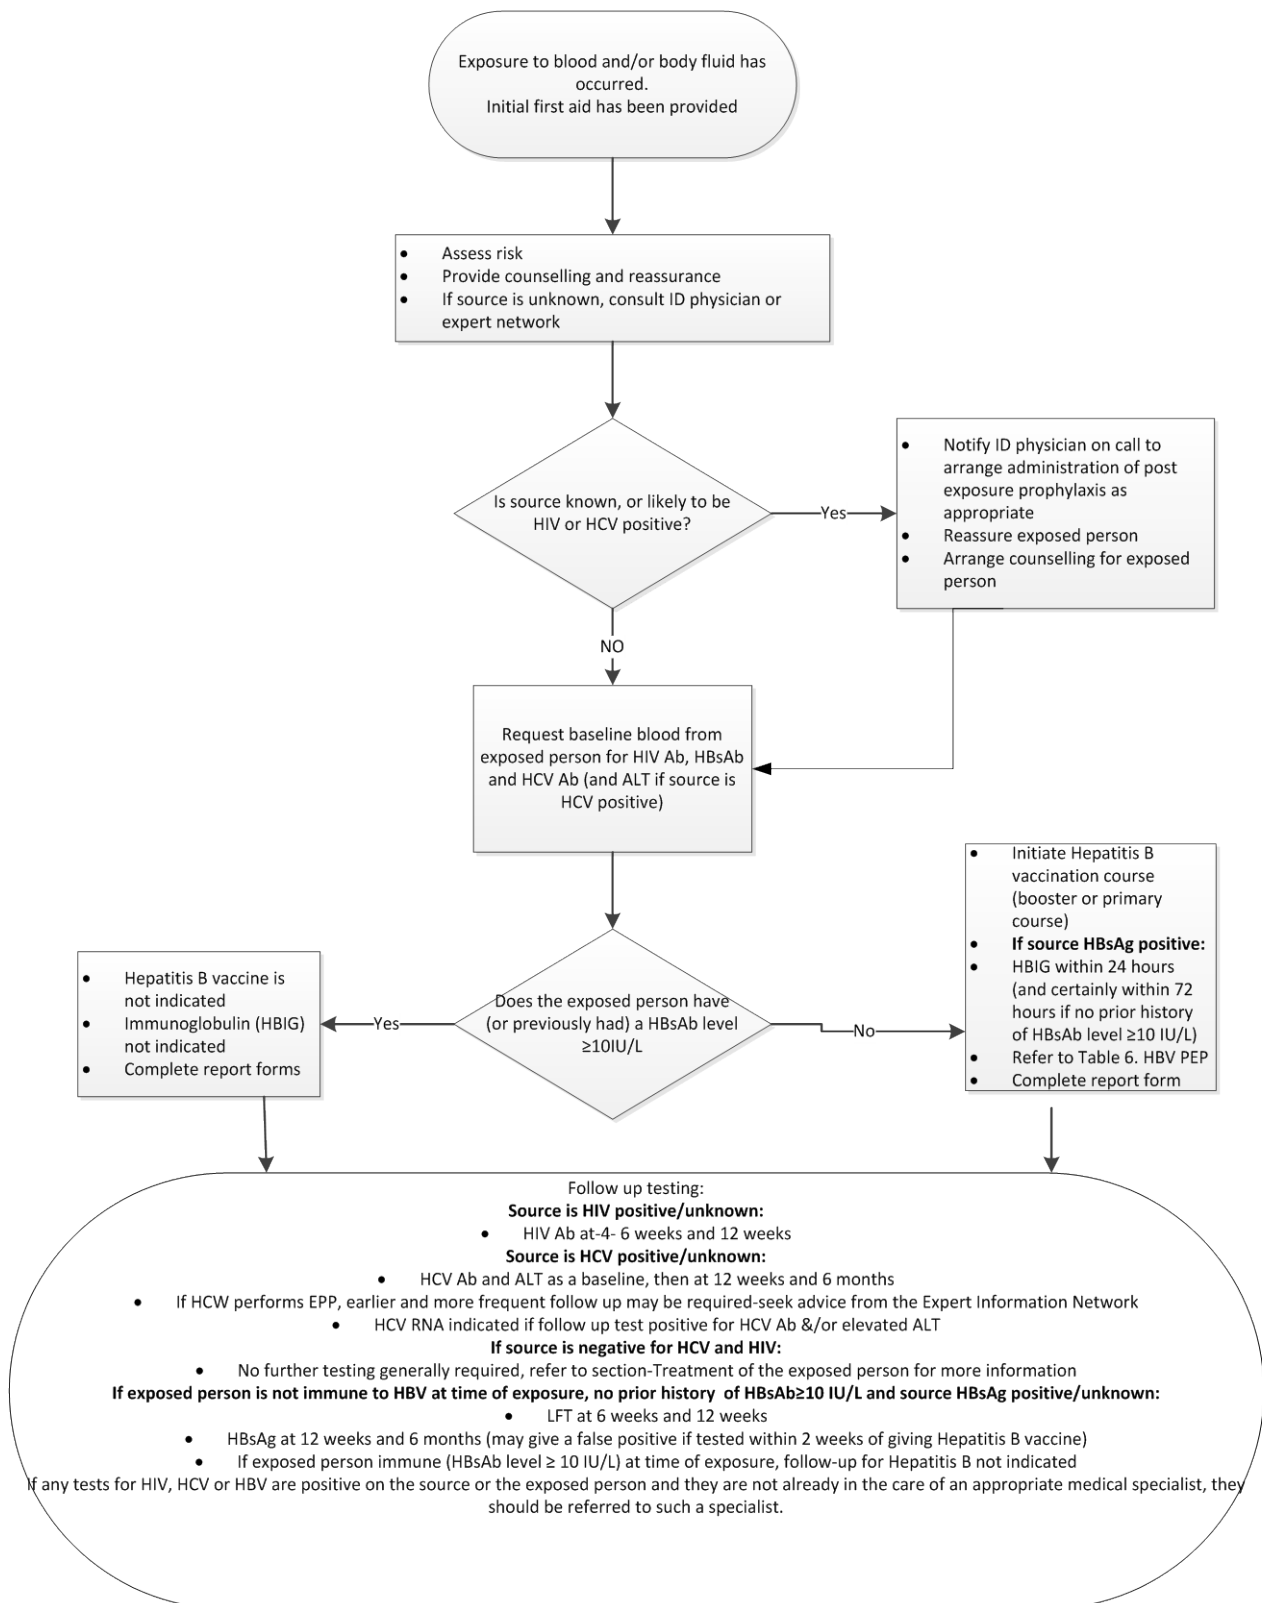 Exposure to blood and/or body fluid has
occurred.
Initial first aid has been provided
• Assess risk
• Provide counselling and reassurance
• If source is unknown, consult ID physician or
expert network
Is source known, or likely to be
HIV or HCV positive?
Yes
• Notify ID physician on call to
arrange administration of post
exposure prophylaxis as
appropriate
• Reassure exposed person
• Arrange counselling for exposed
person
NO
Request baseline blood from
exposed person for HIV Ab, HBsAb
and HCV Ab (and ALT if source is
HCV positive)
Does the exposed person have
(or previously had) a HBsAb level
≥10IU/L
Yes
• Hepatitis B vaccine is
not indicated
• Immunoglobulin (HBIG)
not indicated
• Complete report forms
No
• Initiate Hepatitis B
vaccination course
(booster or primary
course)
• If source HBsAg positive:
• HBIG within 24 hours
(and certainly within 72
hours if no prior history
of HBsAb level ≥10 IU/L)
• Refer to Table 6. HBV PEP
• Complete report form
Follow up testing:
Source is HIV positive/unknown:
• HIV Ab at-4- 6 weeks and 12 weeks
Source is HCV positive/unknown:
• HCV Ab and ALT as a baseline, then at 12 weeks and 6 months
• If HCW performs EPP, earlier and more frequent follow up may be required-seek advice from the Expert Information Network
• HCV RNA indicated if follow up test positive for HCV Ab &/or elevated ALT
If source is negative for HCV and HIV:
• No further testing generally required, refer to section-Treatment of the exposed person for more information
If exposed person is not immune to HBV at time of exposure, no prior history of HBsAb≥10 IU/L and source HBsAg positive/unknown:
• LFT at 6 weeks and 12 weeks
• HBsAg at 12 weeks and 6 months (may give a false positive if tested within 2 weeks of giving Hepatitis B vaccine)
• If exposed person immune (HBsAb level ≥ 10 IU/L) at time of exposure, follow-up for Hepatitis B not indicated
If any tests for HIV, HCV or HBV are positive on the source or the exposed person and they are not already in the care of an appropriate medical specialist, they
should be referred to such a specialist.